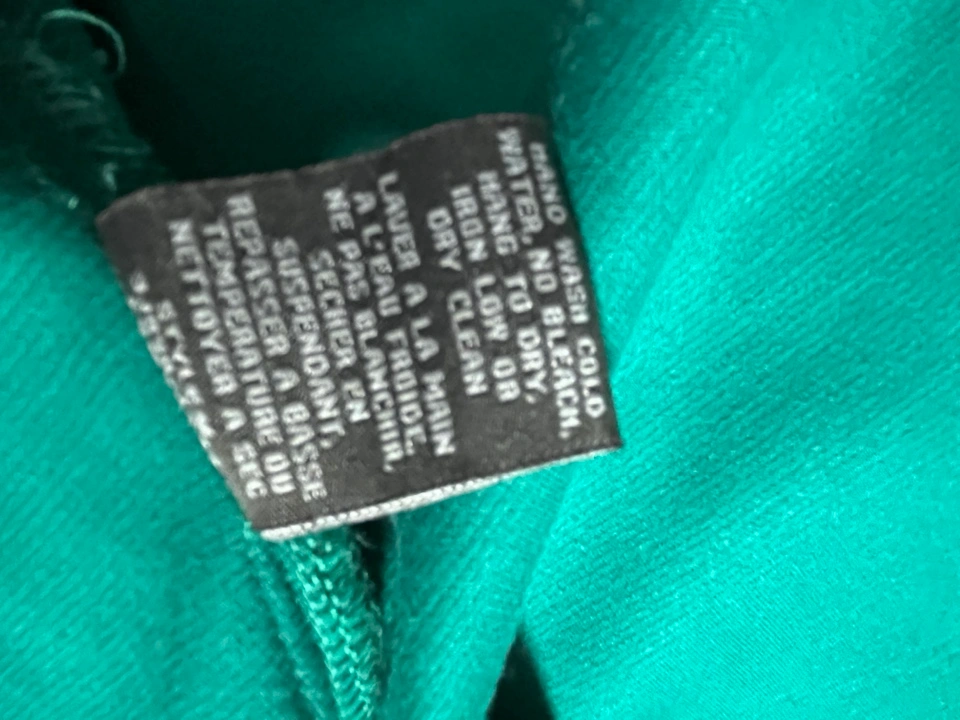 HAND WASH COLD
WATER, NO BLEACH,
HANG TO DRY,
IRON LOW OR
DRY CLEAN
LAVER A LA MAIN
A L'EAU FROIDE,
NE PAS BLANCHIR,
SECHER EN
SUSPENDANT,
REPASSER A BASSE
TEMPERATURE OU
NETTOYER A SEC